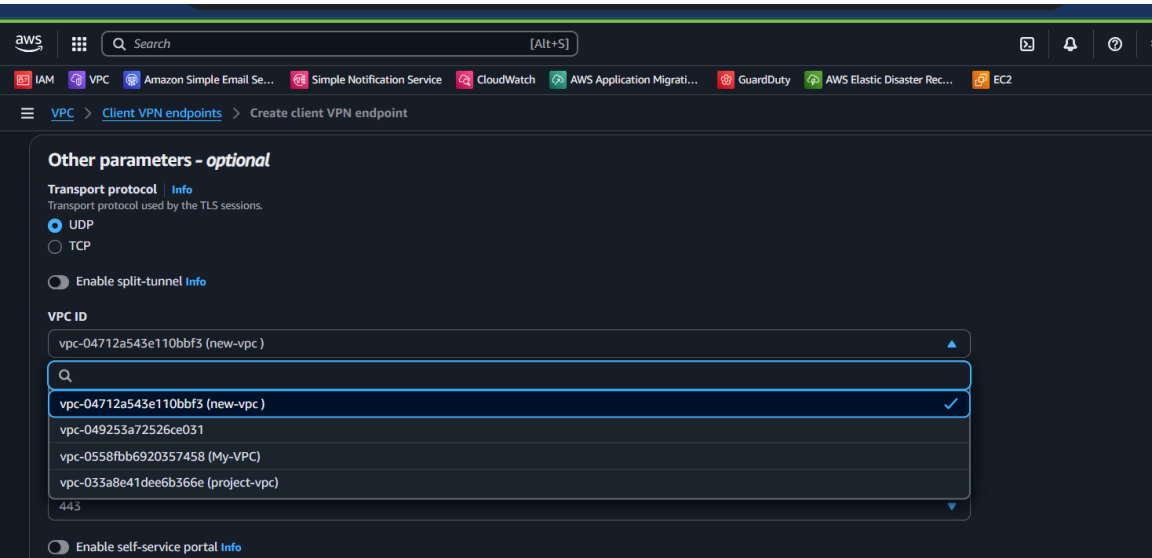 aws Search [Alt+S]
IAM VPC Amazon Simple Email Se... Simple Notification Service CloudWatch AWS Application Migrati... GuardDuty AWS Elastic Disaster Rec... EC2
VPC > Client VPN endpoints > Create client VPN endpoint
Other parameters - optional
Transport protocol | Info
Transport protocol used by the TLS sessions.
UDP
TCP
Enable split-tunnel Info
VPC ID
vpc-04712a543e110bbf3 (new-vpc )
vpc-04712a543e110bbf3 (new-vpc )
vpc-049253a72526ce031
vpc-0558fbb6920357458 (My-VPC)
vpc-033a8e41dee6b366e (project-vpc)
443
Enable self-service portal Info